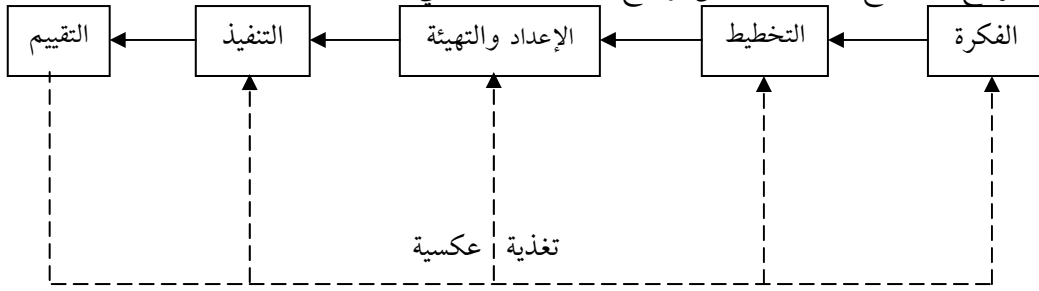 الفكرة
التخطيط
الإعداد والتهيئة
التنفيذ
التقييم
تغذية عكسية